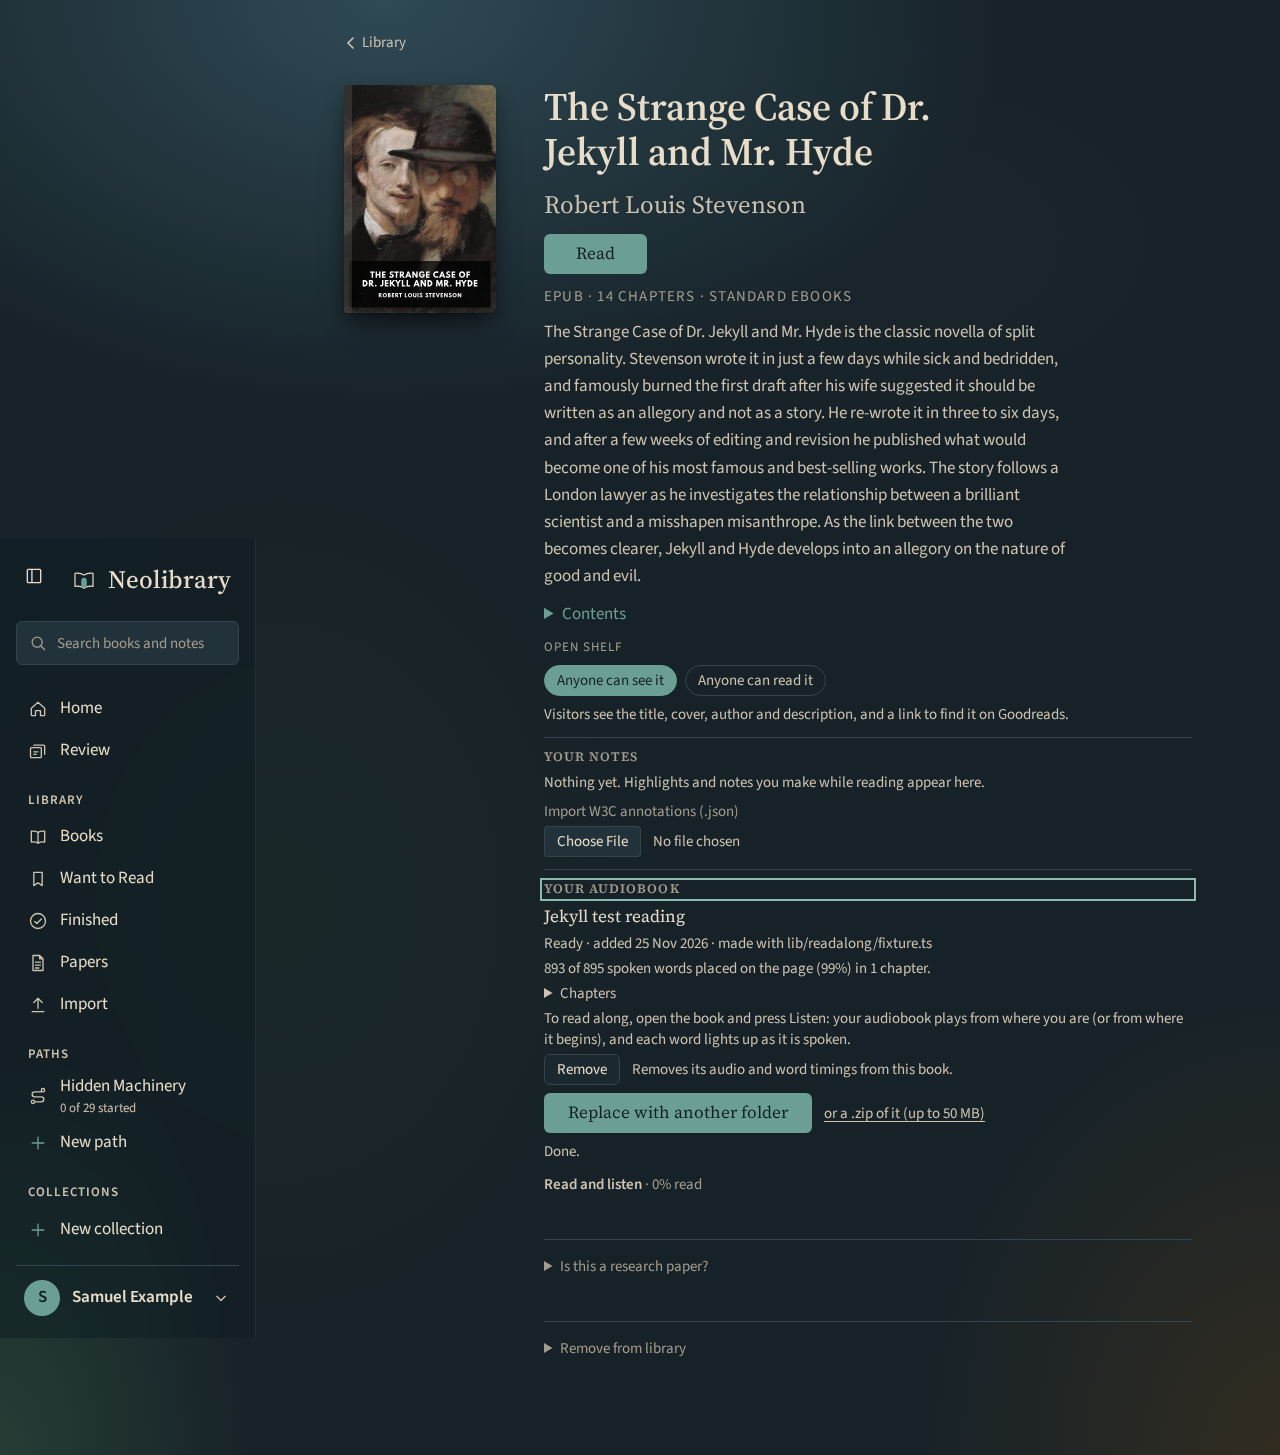 Library
THE STRANGE CASE OF
DR. JEKYLL AND MR. HYDE
ROBERT LOUIS STEVENSON
The Strange Case of Dr.
Jekyll and Mr. Hyde
Robert Louis Stevenson
Read
EPUB · 14 CHAPTERS · STANDARD EBOOKS
The Strange Case of Dr. Jekyll and Mr. Hyde is the classic novella of split
personality. Stevenson wrote it in just a few days while sick and bedridden,
and famously burned the first draft after his wife suggested it should be
written as an allegory and not as a story. He re-wrote it in three to six days,
and after a few weeks of editing and revision he published what would
become one of his most famous and best-selling works. The story follows a
London lawyer as he investigates the relationship between a brilliant
scientist and a misshapen misanthrope. As the link between the two
becomes clearer, Jekyll and Hyde develops into an allegory on the nature of
good and evil.
Contents
OPEN SHELF
Anyone can see it
Anyone can read it
Visitors see the title, cover, author and description, and a link to find it on Goodreads.
YOUR NOTES
Nothing yet. Highlights and notes you make while reading appear here.
Import W3C annotations (.json)
Choose File
No file chosen
YOUR AUDIOBOOK
Jekyll test reading
Ready · added 25 Nov 2026 · made with lib/readalong/fixture.ts
893 of 895 spoken words placed on the page (99%) in 1 chapter.
Chapters
To read along, open the book and press Listen: your audiobook plays from where you are (or from where
it begins), and each word lights up as it is spoken.
Remove
Removes its audio and word timings from this book.
Replace with another folder
or a .zip of it (up to 50 MB)
Done.
Read and listen · 0% read
Is this a research paper?
Remove from library
Neolibrary
Search books and notes
Home
Review
LIBRARY
Books
Want to Read
Finished
Papers
Import
PATHS
Hidden Machinery
0 of 29 started
New path
COLLECTIONS
New collection
S
Samuel Example